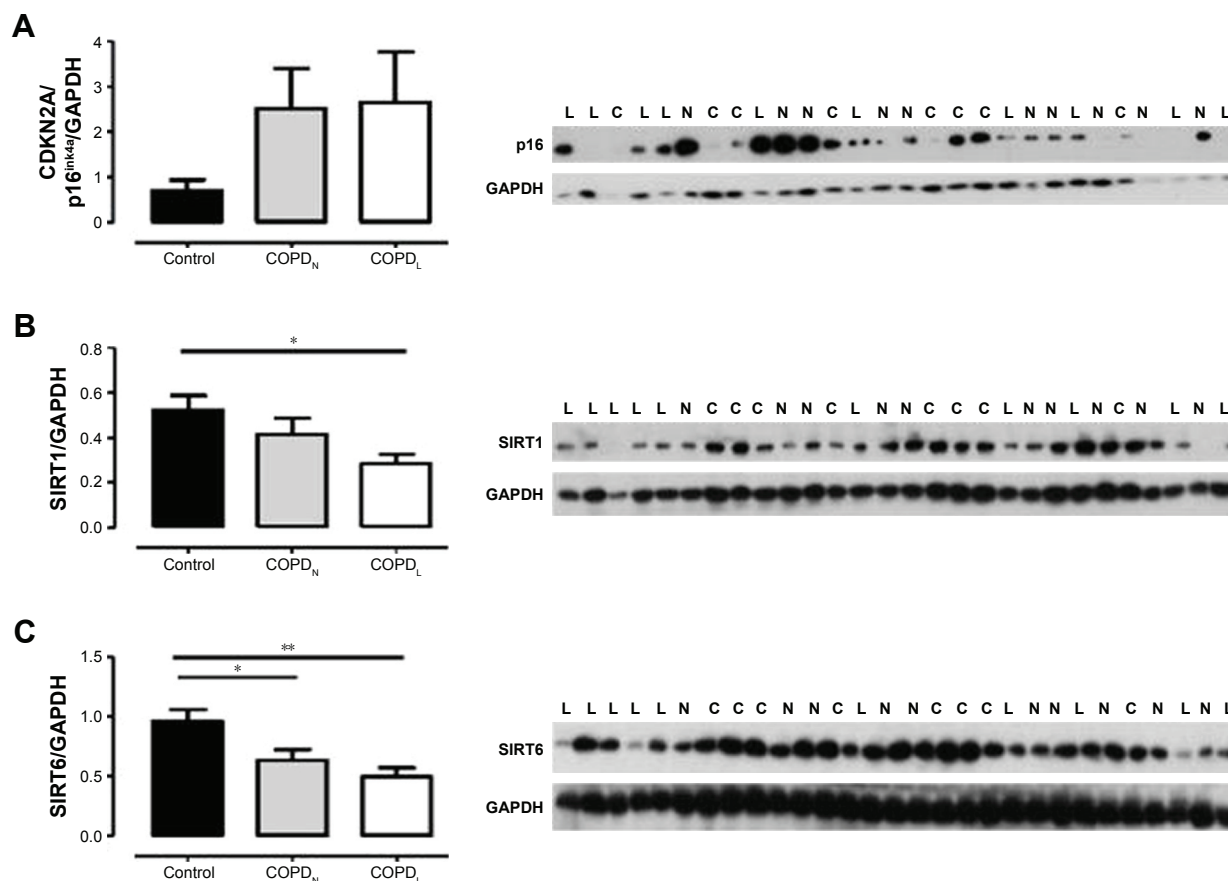 A
CDKN2A/
p16ink4a/GAPDH
4
3
2
1
0
Control COPDN COPDL
L L C L L N C C L N N C L N N C C C L N N L N C N L N L
p16
GAPDH
B
SIRT1/GAPDH
0.8
0.6
0.4
0.2
0.0
*
Control COPDN COPDL
L L L L L N C C C N N C L N N C C C L N N L N C N L N L
SIRT1
GAPDH
C
SIRT6/GAPDH
1.5
1.0
0.5
0.0
**
*
Control COPDN COPDL
L L L L L N C C C N N C L N N C C C L N N L N C N L N L
SIRT6
GAPDH